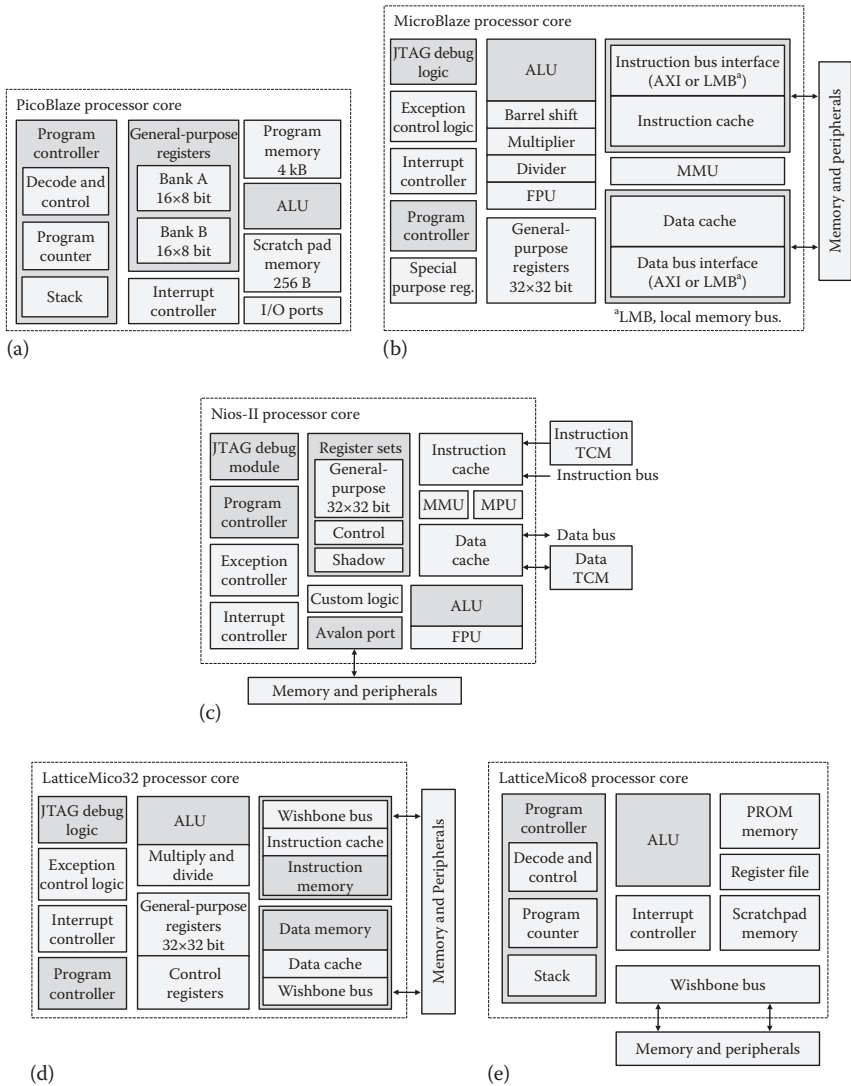 PicoBlaze processor core
Program
controller
Decode and
control
Program
counter
Stack
General-purpose
registers
Bank A
16×8 bit
Bank B
16×8 bit
Interrupt
controller
Program
memory
4 kB
ALU
Scratch pad
memory
256 B
I/O ports
(a)
MicroBlaze processor core
JTAG debug
logic
Exception
control logic
Interrupt
controller
Program
controller
Special
purpose reg.
ALU
Barrel shift
Multiplier
Divider
FPU
General-
purpose
registers
32×32 bit
Instruction bus interface
(AXI or LMBᵃ)
Instruction cache
MMU
Data cache
Data bus interface
(AXI or LMBᵃ)
ᵃLMB, local memory bus.
Memory and peripherals
(b)
Nios-II processor core
JTAG debug
module
Program
controller
Exception
controller
Interrupt
controller
Register sets
General-
purpose
32×32 bit
Control
Shadow
Custom logic
Avalon port
Instruction
cache
MMU
MPU
Data
cache
ALU
FPU
Instruction
TCM
Instruction bus
Data bus
Data
TCM
Memory and peripherals
(c)
LatticeMico32 processor core
JTAG debug
logic
Exception
control logic
Interrupt
controller
Program
controller
ALU
Multiply and
divide
General-purpose
registers
32×32 bit
Control
registers
Wishbone bus
Instruction cache
Instruction
memory
Data memory
Data cache
Wishbone bus
Memory and Peripherals
(d)
LatticeMico8 processor core
Program
controller
Decode and
control
Program
counter
Stack
ALU
Interrupt
controller
PROM
memory
Register file
Scratchpad
memory
Wishbone bus
Memory and peripherals
(e)